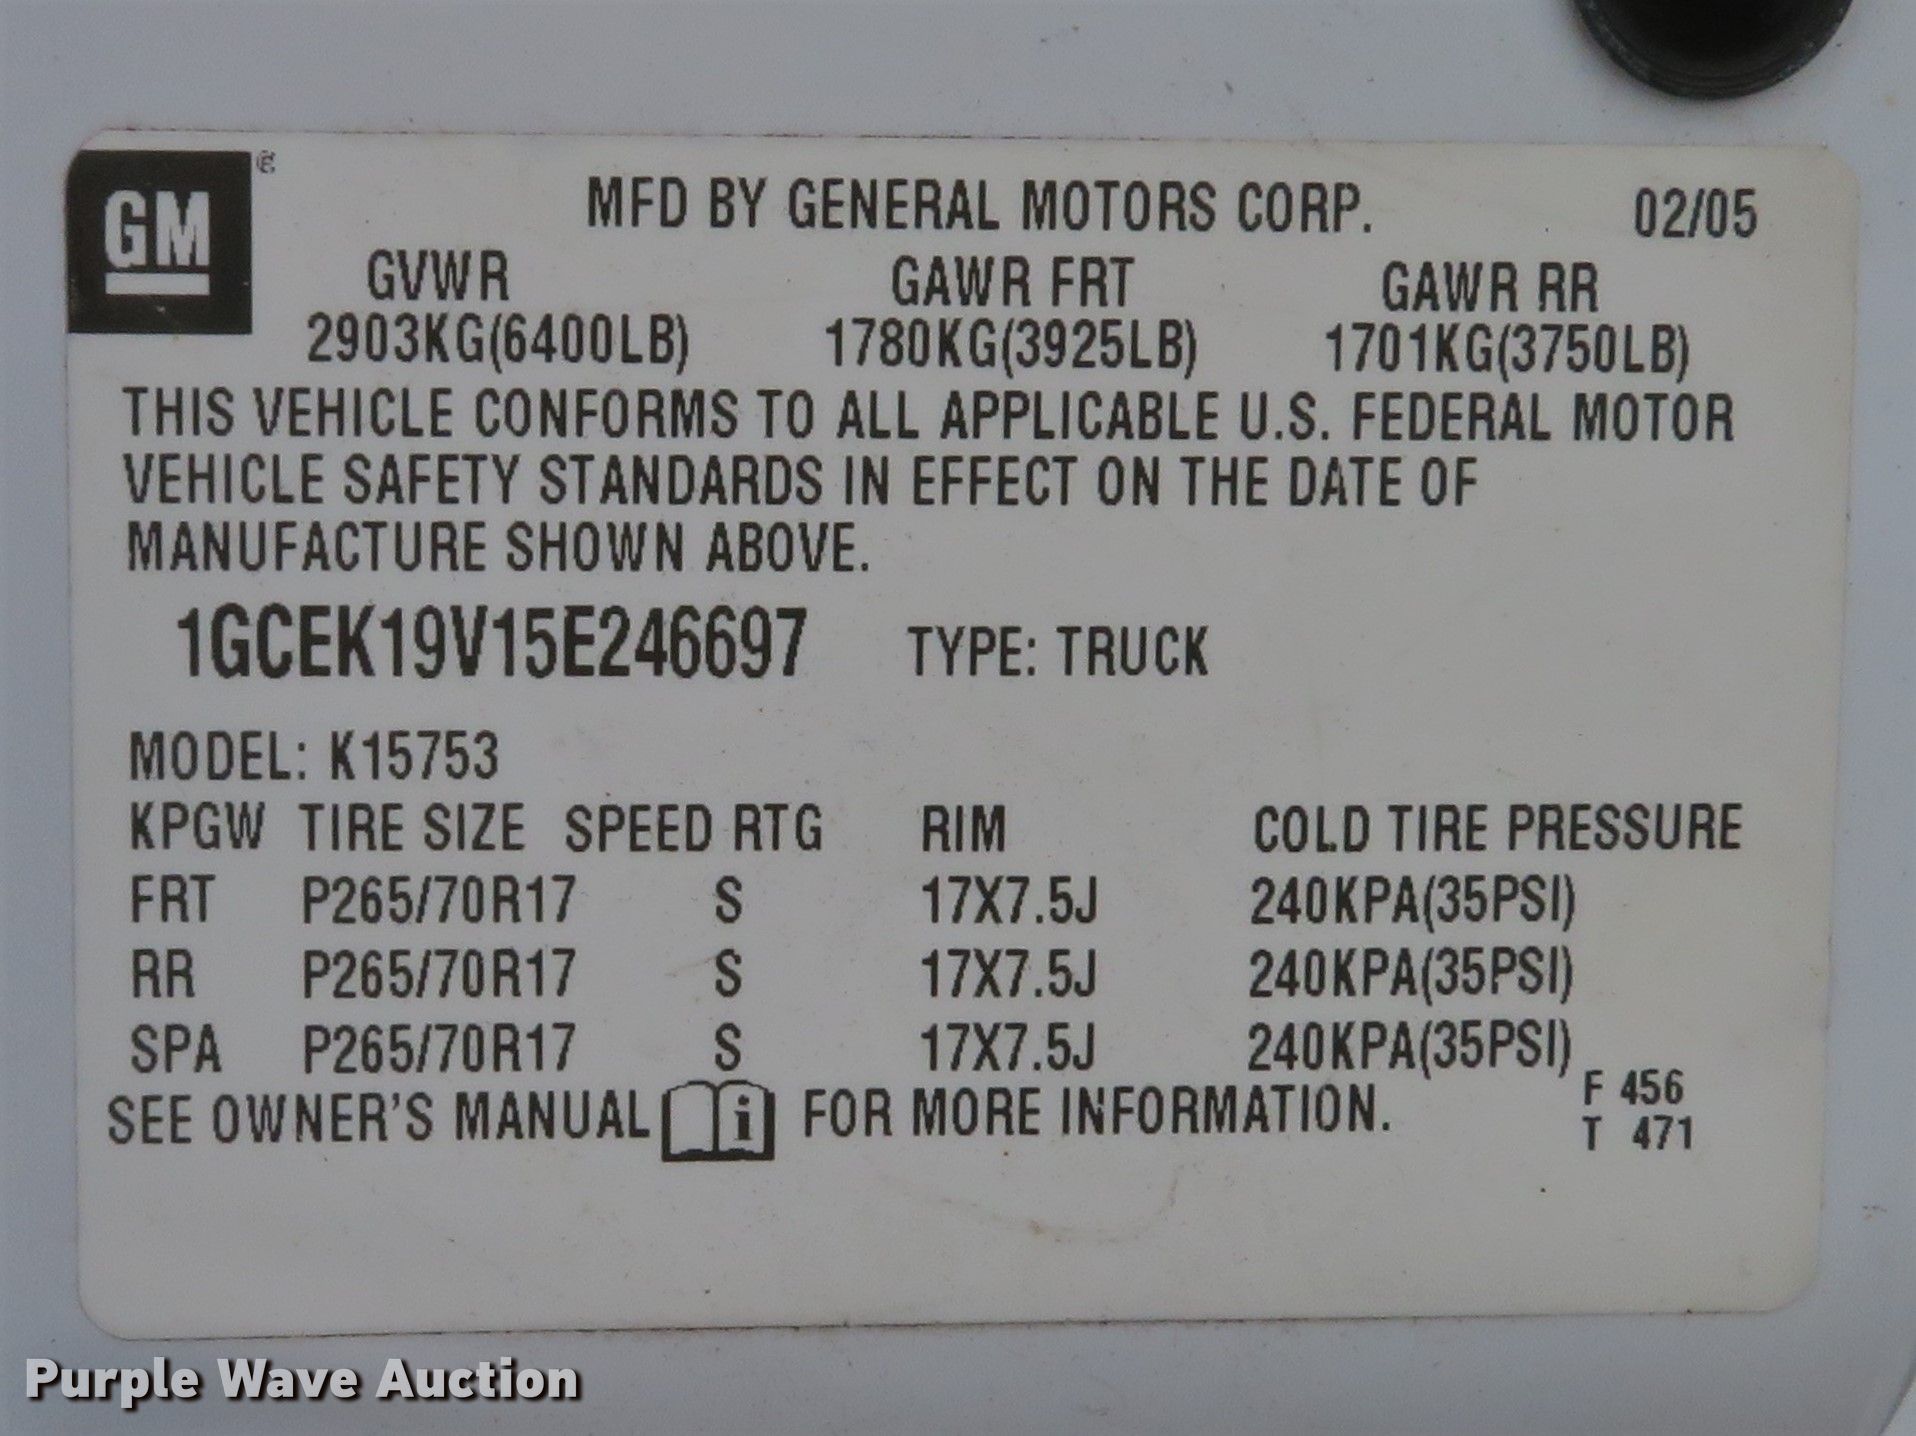 GM
MFD BY GENERAL MOTORS CORP. 02/05
GVWR GAWR FRT GAWR RR
2903KG(6400LB) 1780KG(3925LB) 1701KG(3750LB)
THIS VEHICLE CONFORMS TO ALL APPLICABLE U.S. FEDERAL MOTOR
VEHICLE SAFETY STANDARDS IN EFFECT ON THE DATE OF
MANUFACTURE SHOWN ABOVE.
1GCEK19V15E246697 TYPE: TRUCK
MODEL: K15753
KPGW TIRE SIZE SPEED RTG RIM COLD TIRE PRESSURE
FRT P265/70R17 S 17X7.5J 240KPA(35PSI)
RR P265/70R17 S 17X7.5J 240KPA(35PSI)
SPA P265/70R17 S 17X7.5J 240KPA(35PSI)
SEE OWNER'S MANUAL i FOR MORE INFORMATION. F 456
T 471
Purple Wave Auction